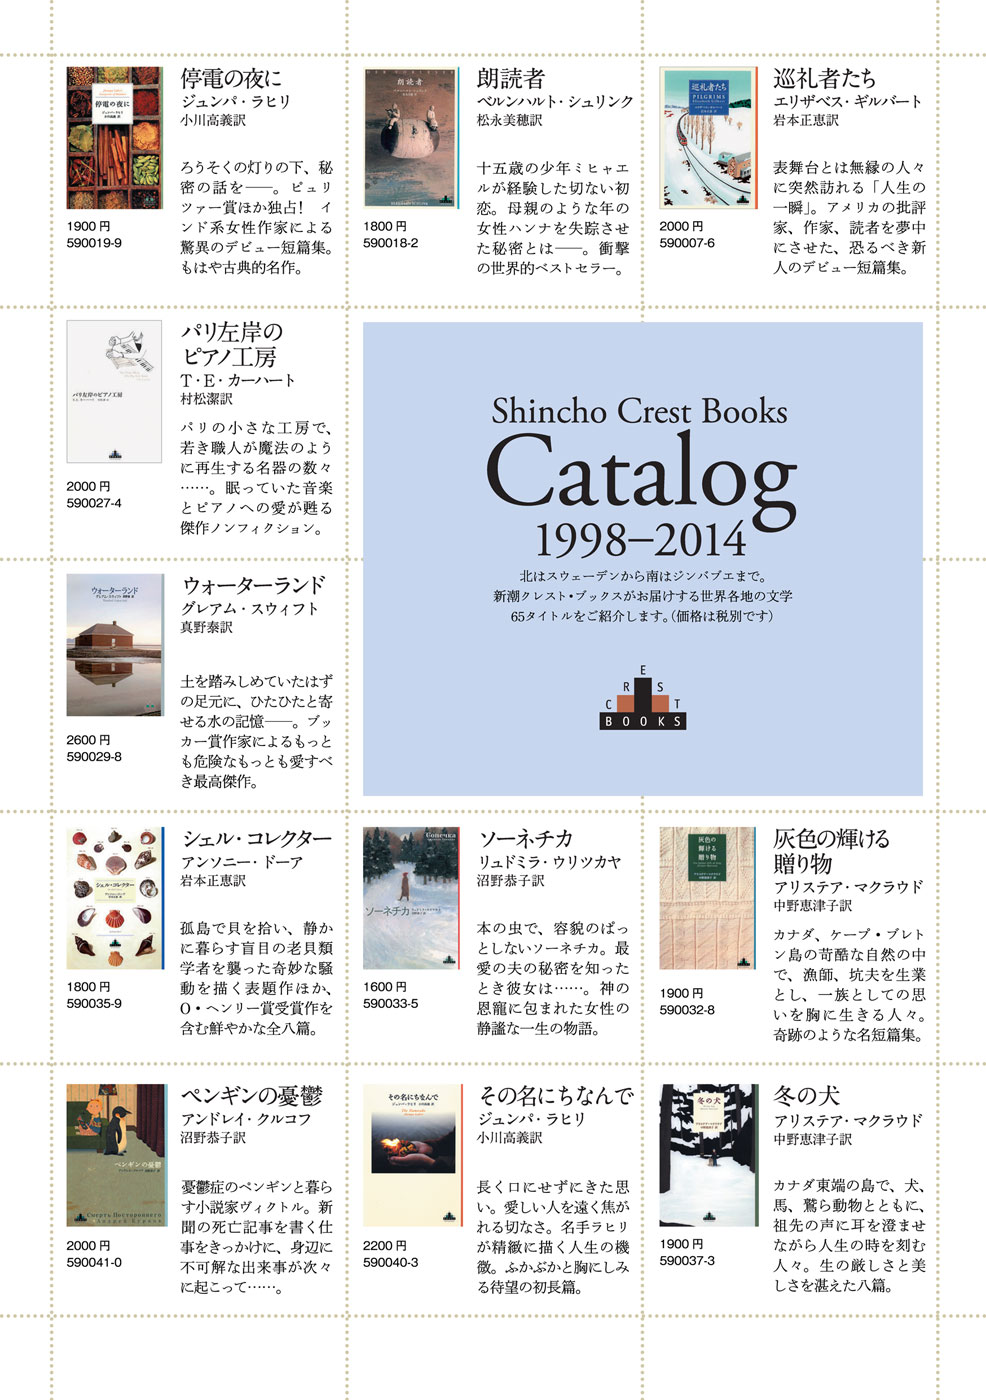 停電の夜に
ジュンパ・ラヒリ
小川高義訳
ろうそくの灯りの下、秘
密の話を――。ピュリ
ツァー賞ほか独占！　イ
ンド系女性作家による
驚異のデビュー短篇集。
もはや古典的名作。
1900 円
590019-9
朗読者
ベルンハルト・シュリンク
松永美穂訳
十五歳の少年ミヒャエ
ルが経験した切ない初
恋。母親のような年の
女性ハンナを失踪させ
た秘密とは――。衝撃
の世界的ベストセラー。
1800 円
590018-2
巡礼者たち
エリザベス・ギルバート
岩本正恵訳
表舞台とは無縁の人々
に突然訪れる「人生の
一瞬」。アメリカの批評
家、作家、読者を夢中
にさせた、恐るべき新
人のデビュー短篇集。
2000 円
590007-6
パリ左岸の
ピアノ工房
T・E・カーハート
村松潔訳
パリの小さな工房で、
若き職人が魔法のよう
に再生する名器の数々
……。眠っていた音楽
とピアノへの愛が甦る
傑作ノンフィクション。
2000 円
590027-4
Shincho Crest Books
Catalog
1998–2014
北はスウェーデンから南はジンバブエまで。
新潮クレスト・ブックスがお届けする世界各地の文学
65タイトルをご紹介します。（価格は税別です）
CREST
BOOKS
ウォーターランド
グレアム・スウィフト
真野泰訳
土を踏みしめていたはず
の足元に、ひたひたと寄
せる水の記憶――。ブッ
カー賞作家によるもっと
も危険なもっとも愛すべ
き最高傑作。
2600 円
590029-8
シェル・コレクター
アンソニー・ドーア
岩本正恵訳
孤島で貝を拾い、静か
に暮らす盲目の老貝類
学者を襲った奇妙な騒
動を描く表題作ほか、
O・ヘンリー賞受賞作を
含む鮮やかな全八篇。
1800 円
590035-9
ソーネチカ
リュドミラ・ウリツカヤ
沼野恭子訳
本の虫で、容貌のぱっ
としないソーネチカ。最
愛の夫の秘密を知った
とき彼女は……。神の
恩寵に包まれた女性の
静謐な一生の物語。
1600 円
590033-5
灰色の輝ける
贈り物
アリステア・マクラウド
中野恵津子訳
カナダ、ケープ・ブレト
ン島の苛酷な自然の中
で、漁師、坑夫を生業
とし、一族としての思
いを胸に生きる人々。
奇跡のような名短篇集。
1900 円
590032-8
ペンギンの憂鬱
アンドレイ・クルコフ
沼野恭子訳
憂鬱症のペンギンと暮ら
す小説家ヴィクトル。新
聞の死亡記事を書く仕
事をきっかけに、身辺に
不可解な出来事が次々
に起こって……。
2000 円
590041-0
その名にちなんで
ジュンパ・ラヒリ
小川高義訳
長く口にせずにきた思
い。愛しい人を遠く焦が
れる切なさ。名手ラヒリ
が精緻に描く人生の機
微。ふかぶかと胸にしみ
る待望の初長篇。
2200 円
590040-3
冬の犬
アリステア・マクラウド
中野恵津子訳
カナダ東端の島で、犬、
馬、鷲ら動物とともに、
祖先の声に耳を澄ませ
ながら人生の時を刻む
人々。生の厳しさと美
しさを湛えた八篇。
1900 円
590037-3